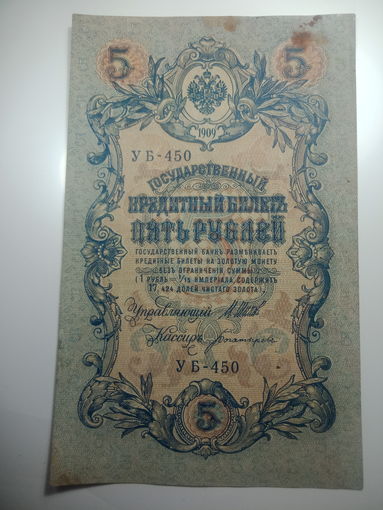 5 5
1909
УБ-450
ГОСУДАРСТВЕННЫЙ
КРЕДИТНЫЙ БИЛЕТЪ
ПЯТЬ РУБЛЕЙ
ГОСУДАРСТВЕННЫЙ БАНКЪ РАЗМѢНИВАЕТЪ
КРЕДИТНЫЕ БИЛЕТЫ НА ЗОЛОТУЮ МОНЕТУ
БЕЗЪ ОГРАНИЧЕНІЯ СУММЫ
(1 РУБЛЬ = 1/15 ИМПЕРІАЛА, СОДЕРЖИТЪ
17,424 ДОЛЕЙ ЧИСТАГО ЗОЛОТА).
Управляющій
Кассиръ
УБ-450
5